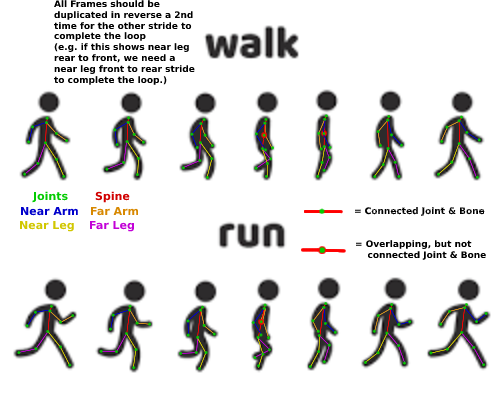 All Frames should be
duplicated in reverse a 2nd
time for the other stride to
complete the loop
(e.g. if this shows near leg
rear to front, we need a
near leg front to rear stride
to complete the loop.)
walk
Joints Spine
Near Arm Far Arm
Near Leg Far Leg
= Connected Joint & Bone
run
= Overlapping, but not
connected Joint & Bone